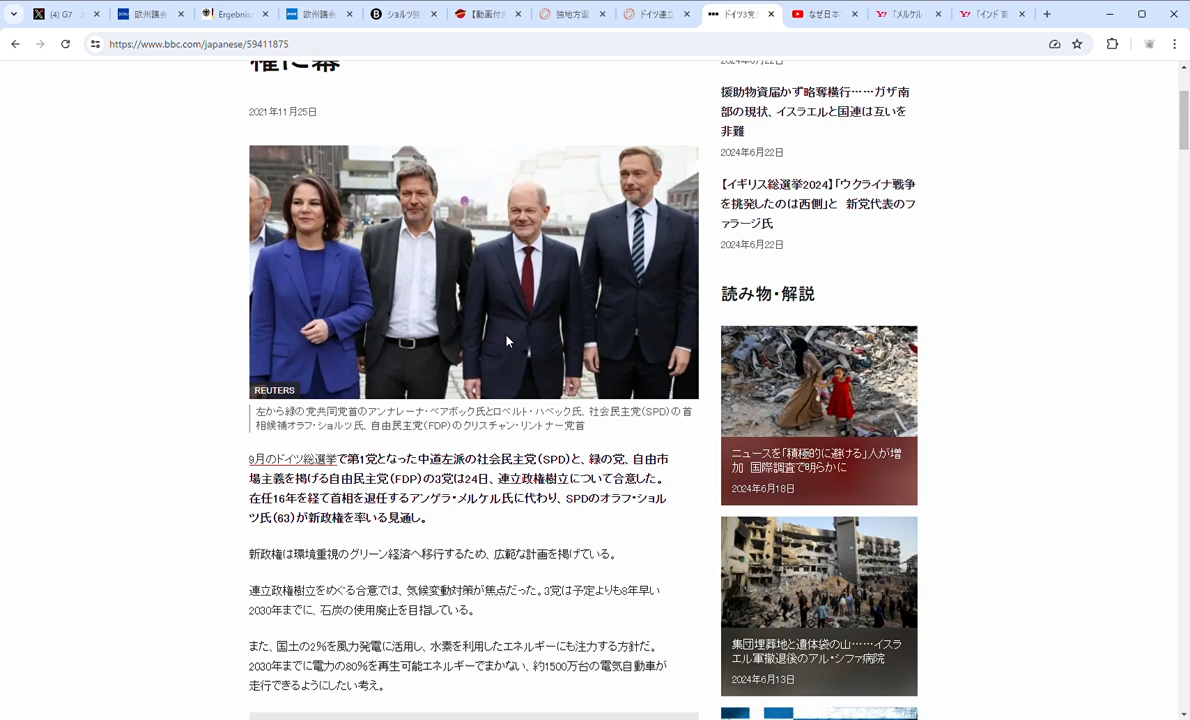 (4) G7
欧州議会
Ergebnis
欧州議会
ショルツ独
【動画付き
独地方選
ドイツ連立
ドイツ3党が
なぜ日本で
「メルケル
「インド 首
https://www.bbc.com/japanese/59411875
権に幕
2021年11月25日
REUTERS
左から緑の党共同党首のアンナレーナ・ベアボック氏とロベルト・ハベック氏、社会民主党(SPD)の首
相候補オラフ・ショルツ氏、自由民主党(FDP)のクリスチャン・リントナー党首
9月のドイツ総選挙で第1党となった中道左派の社会民主党(SPD)と、緑の党、自由市
場主義を掲げる自由民主党(FDP)の3党は24日、連立政権樹立について合意した。
在任16年を経て首相を退任するアンゲラ・メルケル氏に代わり、SPDのオラフ・ショル
ツ氏(63)が新政権を率いる見通し。
新政権は環境重視のグリーン経済へ移行するため、広範な計画を掲げている。
連立政権樹立をめぐる合意では、気候変動対策が焦点だった。3党は予定よりも8年早い
2030年までに、石炭の使用廃止を目指している。
また、国土の2%を風力発電に活用し、水素を利用したエネルギーにも注力する方針だ。
2030年までに電力の80%を再生可能エネルギーでまかない、約1500万台の電気自動車が
走行できるようにしたい考え。
2024年6月22日
援助物資届かず略奪横行……ガザ南
部の現状、イスラエルと国連は互いを
非難
2024年6月22日
【イギリス総選挙2024】「ウクライナ戦争
を挑発したのは西側」と 新党代表のフ
ァラージ氏
2024年6月22日
読み物・解説
ニュースを「積極的に避ける」人が増
加 国際調査で明らかに
2024年6月18日
集団埋葬地と遺体袋の山……イスラ
エル軍撤退後のアル・シファ病院
2024年6月13日